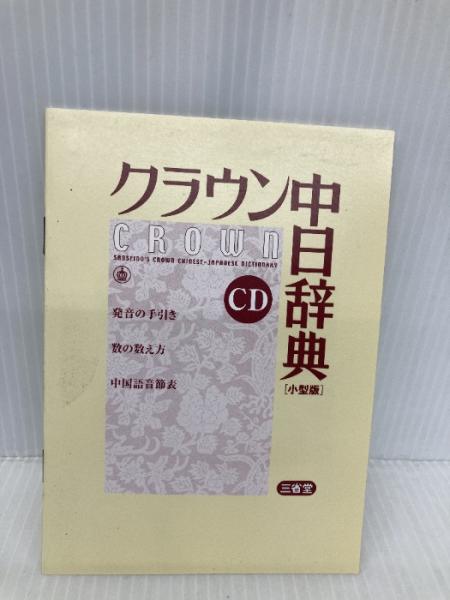 クラウン中日辞典
CROWN
SANSEIDO'S CROWN CHINESE-JAPANESE DICTIONARY
CD
発音の手引き
数の数え方
中国語音節表
[小型版]
三省堂